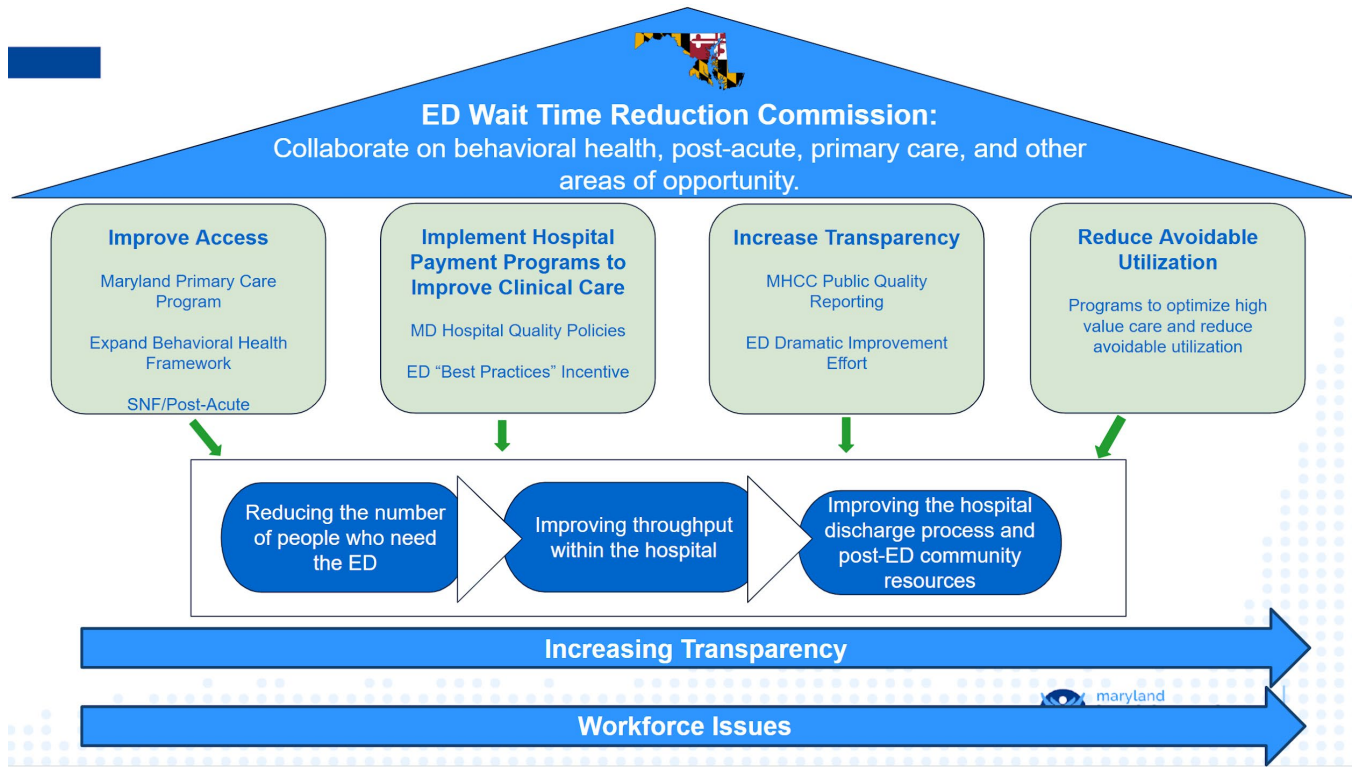 ED Wait Time Reduction Commission:
Collaborate on behavioral health, post-acute, primary care, and other
areas of opportunity.
Improve Access
Maryland Primary Care
Program
Expand Behavioral Health
Framework
SNF/Post-Acute
Implement Hospital
Payment Programs to
Improve Clinical Care
MD Hospital Quality Policies
ED “Best Practices” Incentive
Increase Transparency
MHCC Public Quality
Reporting
ED Dramatic Improvement
Effort
Reduce Avoidable
Utilization
Programs to optimize high
value care and reduce
avoidable utilization
Reducing the number
of people who need
the ED
Improving throughput
within the hospital
Improving the hospital
discharge process and
post-ED community
resources
Increasing Transparency
maryland
Workforce Issues